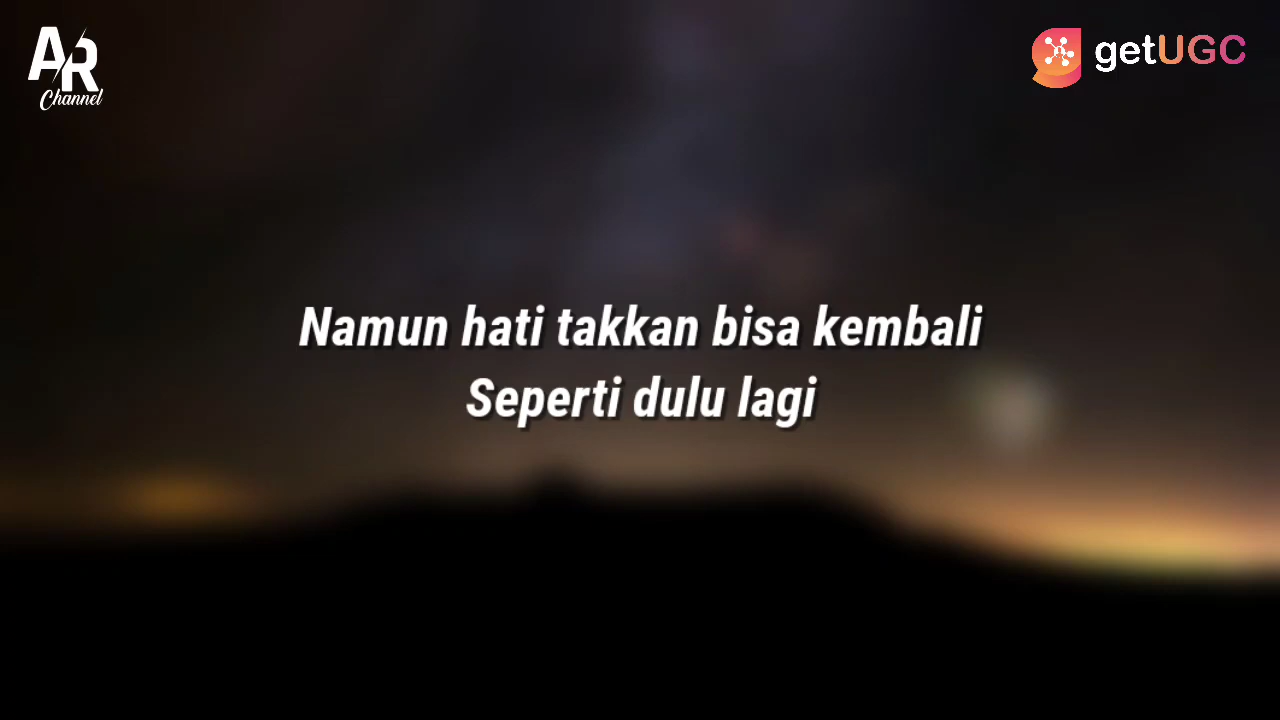 AR
Channel
getUGC
Namun hati takkan bisa kembali
Seperti dulu lagi